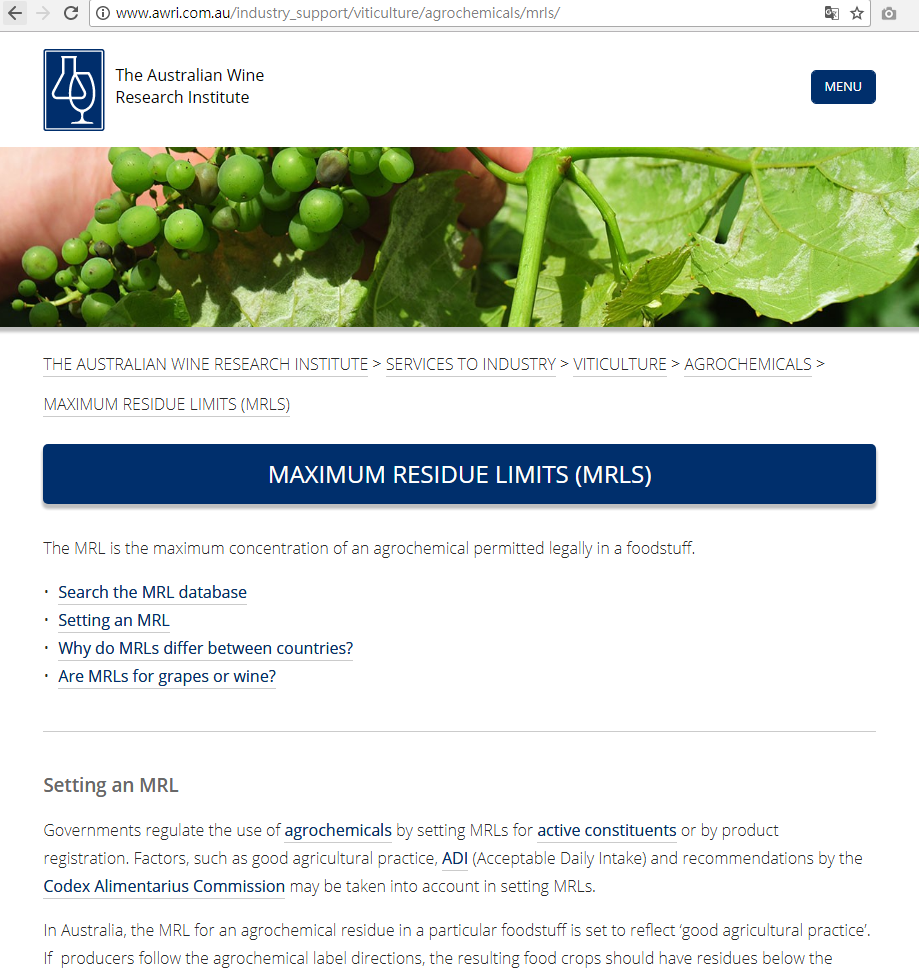 www.awri.com.au/industry_support/viticulture/agrochemicals/mrls/
The Australian Wine
Research Institute
MENU
THE AUSTRALIAN WINE RESEARCH INSTITUTE > SERVICES TO INDUSTRY > VITICULTURE > AGROCHEMICALS >
MAXIMUM RESIDUE LIMITS (MRLS)
MAXIMUM RESIDUE LIMITS (MRLS)
The MRL is the maximum concentration of an agrochemical permitted legally in a foodstuff.
• Search the MRL database
• Setting an MRL
• Why do MRLs differ between countries?
• Are MRLs for grapes or wine?
Setting an MRL
Governments regulate the use of agrochemicals by setting MRLs for active constituents or by product
registration. Factors, such as good agricultural practice, ADI (Acceptable Daily Intake) and recommendations by the
Codex Alimentarius Commission may be taken into account in setting MRLs.
In Australia, the MRL for an agrochemical residue in a particular foodstuff is set to reflect ‘good agricultural practice’.
If  producers follow the agrochemical label directions, the resulting food crops should have residues below the